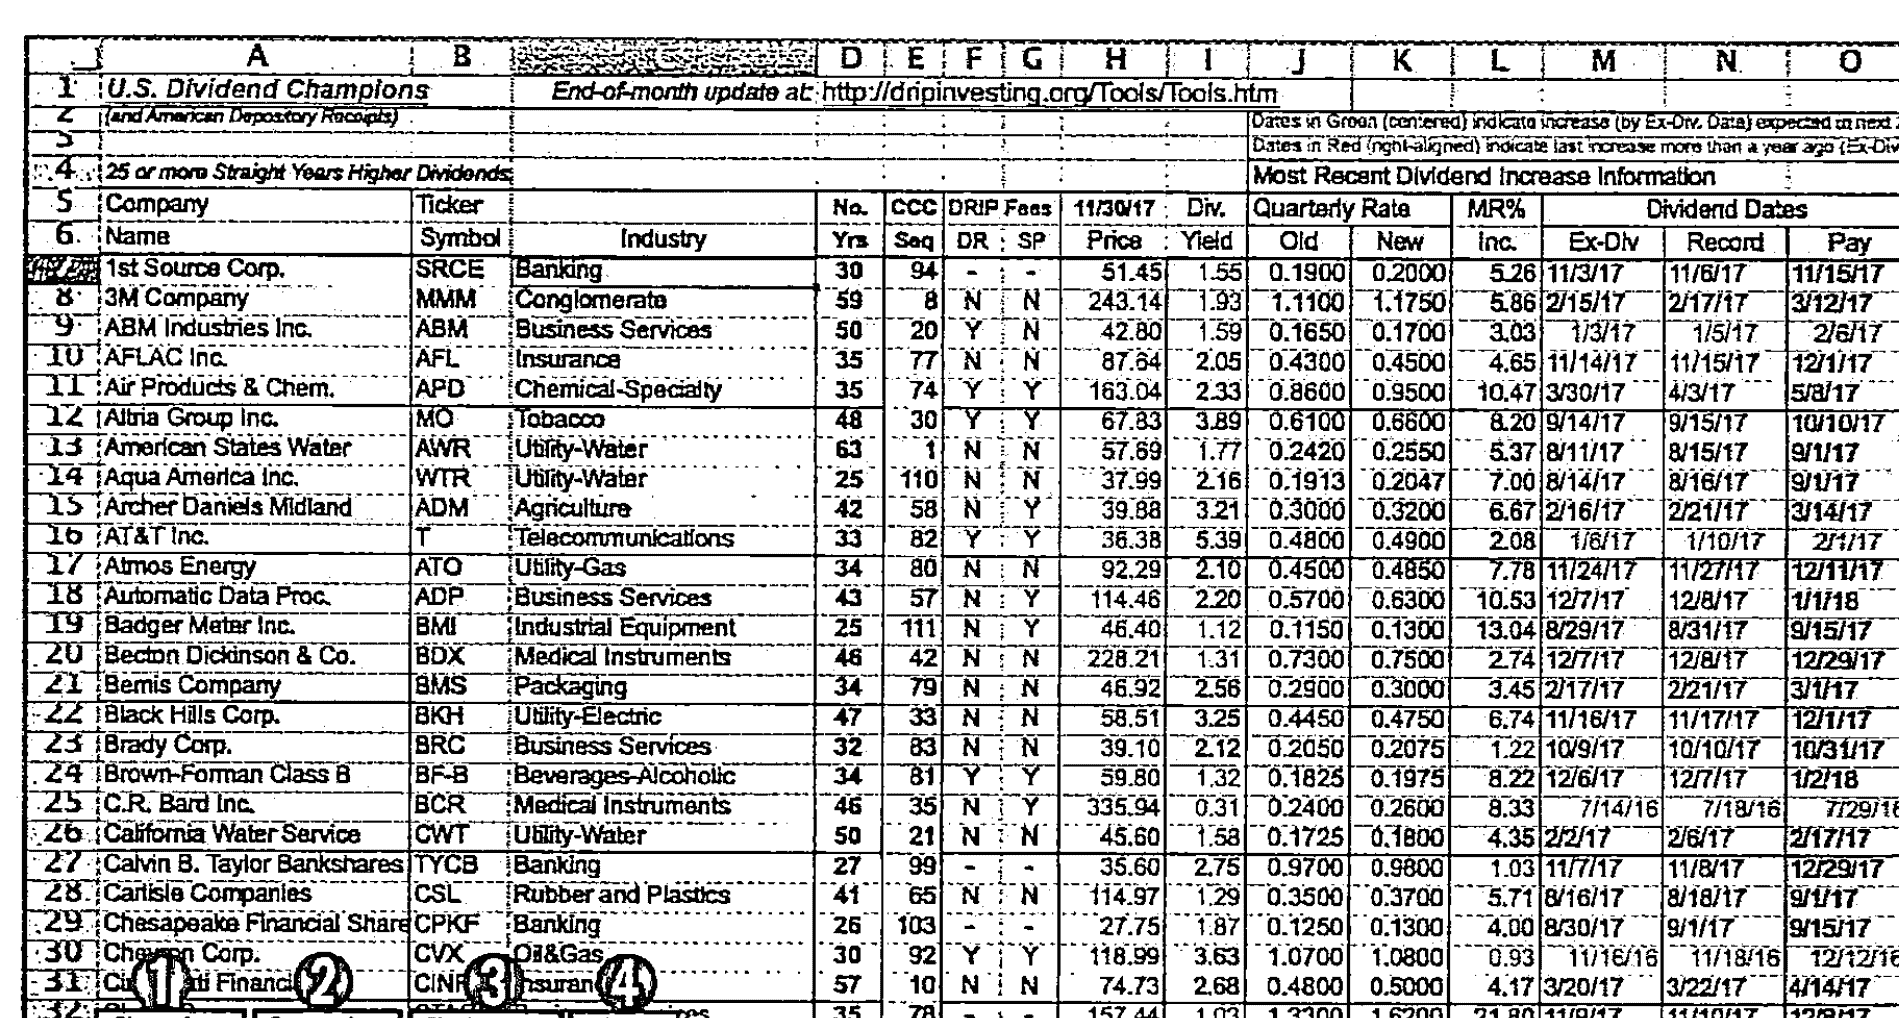 A B C D E F G H I J K L M N O
1 U.S. Dividend Champions End-of-month update at: http://dripinvesting.org/Tools/Tools.htm
2 (and American Depository Receipts) Dates in Green (centered) indicate increase (by Ex-Div. Date) expected in next
3 Dates in Red (right-aligned) indicate last increase more than a year ago (Ex-Div
4 25 or more Straight Years Higher Dividends Most Recent Dividend Increase Information
5 Company Ticker No. CCC DRIP Fees 11/30/17 Div. Quarterly Rate MR% Dividend Dates
6 Name Symbol Industry Yrs Seq DR SP Price Yield Old New Inc. Ex-Div Record Pay
1st Source Corp. SRCE Banking 30 94 - - 51.45 1.55 0.1900 0.2000 5.26 11/3/17 11/6/17 11/15/17
8 3M Company MMM Conglomerate 59 8 N N 243.14 1.93 1.1100 1.1750 5.86 2/15/17 2/17/17 3/12/17
9 ABM Industries Inc. ABM Business Services 50 20 Y N 42.80 1.59 0.1650 0.1700 3.03 1/3/17 1/5/17 2/6/17
10 AFLAC Inc. AFL Insurance 35 77 N N 87.64 2.05 0.4300 0.4500 4.65 11/14/17 11/15/17 12/1/17
11 Air Products & Chem. APD Chemical-Specialty 35 74 Y Y 163.04 2.33 0.8600 0.9500 10.47 3/30/17 4/3/17 5/8/17
12 Altria Group Inc. MO Tobacco 48 30 Y Y 67.83 3.89 0.6100 0.6600 8.20 9/14/17 9/15/17 10/10/17
13 American States Water AWR Utility-Water 63 1 N N 57.69 1.77 0.2420 0.2550 5.37 8/11/17 8/15/17 9/1/17
14 Aqua America Inc. WTR Utility-Water 25 110 N N 37.99 2.16 0.1913 0.2047 7.00 8/14/17 8/16/17 9/1/17
15 Archer Daniels Midland ADM Agriculture 42 58 N Y 39.88 3.21 0.3000 0.3200 6.67 2/16/17 2/21/17 3/14/17
16 AT&T Inc. T Telecommunications 33 82 Y Y 36.38 5.39 0.4800 0.4900 2.08 1/6/17 1/10/17 2/1/17
17 Atmos Energy ATO Utility-Gas 34 80 N N 92.29 2.10 0.4500 0.4850 7.78 11/24/17 11/27/17 12/11/17
18 Automatic Data Proc. ADP Business Services 43 57 N Y 114.46 2.20 0.5700 0.6300 10.53 12/7/17 12/8/17 1/1/18
19 Badger Meter Inc. BMI Industrial Equipment 25 111 N Y 46.40 1.12 0.1150 0.1300 13.04 8/29/17 8/31/17 9/15/17
20 Becton Dickinson & Co. BDX Medical Instruments 46 42 N N 228.21 1.31 0.7300 0.7500 2.74 12/7/17 12/8/17 12/29/17
21 Bemis Company BMS Packaging 34 79 N N 46.92 2.56 0.2900 0.3000 3.45 2/17/17 2/21/17 3/1/17
22 Black Hills Corp. BKH Utility-Electric 47 33 N N 58.51 3.25 0.4450 0.4750 6.74 11/16/17 11/17/17 12/1/17
23 Brady Corp. BRC Business Services 32 83 N N 39.10 2.12 0.2050 0.2075 1.22 10/9/17 10/10/17 10/31/17
24 Brown-Forman Class B BF-B Beverages-Alcoholic 34 81 Y Y 59.80 1.32 0.1825 0.1975 8.22 12/6/17 12/7/17 1/2/18
25 C.R. Bard Inc. BCR Medical Instruments 46 35 N Y 335.94 0.31 0.2400 0.2600 8.33 7/14/16 7/18/16 7/29/16
26 California Water Service CWT Utility-Water 50 21 N N 45.60 1.58 0.1725 0.1800 4.35 2/2/17 2/6/17 2/17/17
27 Calvin B. Taylor Bankshares TYCB Banking 27 99 - - 35.60 2.75 0.9700 0.9800 1.03 11/7/17 11/8/17 12/29/17
28 Carlisle Companies CSL Rubber and Plastics 41 65 N N 114.97 1.29 0.3500 0.3700 5.71 8/16/17 8/18/17 9/1/17
29 Chesapeake Financial Share CPKF Banking 26 103 - - 27.75 1.87 0.1250 0.1300 4.00 8/30/17 9/1/17 9/15/17
30 Chevron Corp. CVX Oil&Gas 30 92 Y Y 118.99 3.63 1.0700 1.0800 0.93 11/16/16 11/18/16 12/12/16
31 57 10 N N 74.73 2.68 0.4800 0.5000 4.17 3/20/17 3/22/17 4/14/17
1 2 3 4
32 35 78 - - 157.44 1.03 1.3300 1.6200 21.80 11/9/17 11/10/17 12/8/17